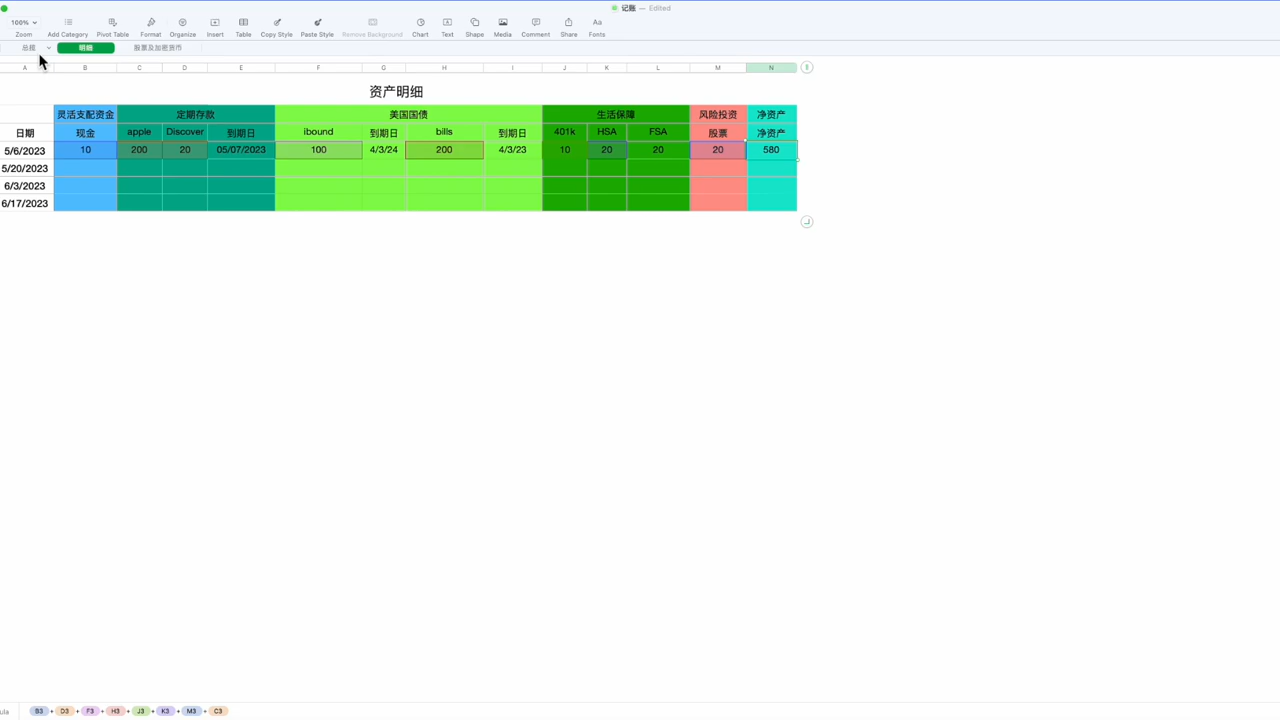 记账 — Edited
100%
Zoom Add Category Pivot Table Format Organize Insert Table Copy Style Paste Style Remove Background Chart Text Shape Media Comment Share Fonts
总揽 明细 股票及加密货币
A B C D E F G H I J K L M N
资产明细
灵活支配资金 定期存款 美国国债 生活保障 风险投资 净资产
日期 现金 apple Discover 到期日 ibound 到期日 bills 到期日 401k HSA FSA 股票 净资产
5/6/2023 10 200 20 05/07/2023 100 4/3/24 200 4/3/23 10 20 20 20 580
5/20/2023
6/3/2023
6/17/2023
ula B3 + D3 + F3 + H3 + J3 + K3 + M3 + C3